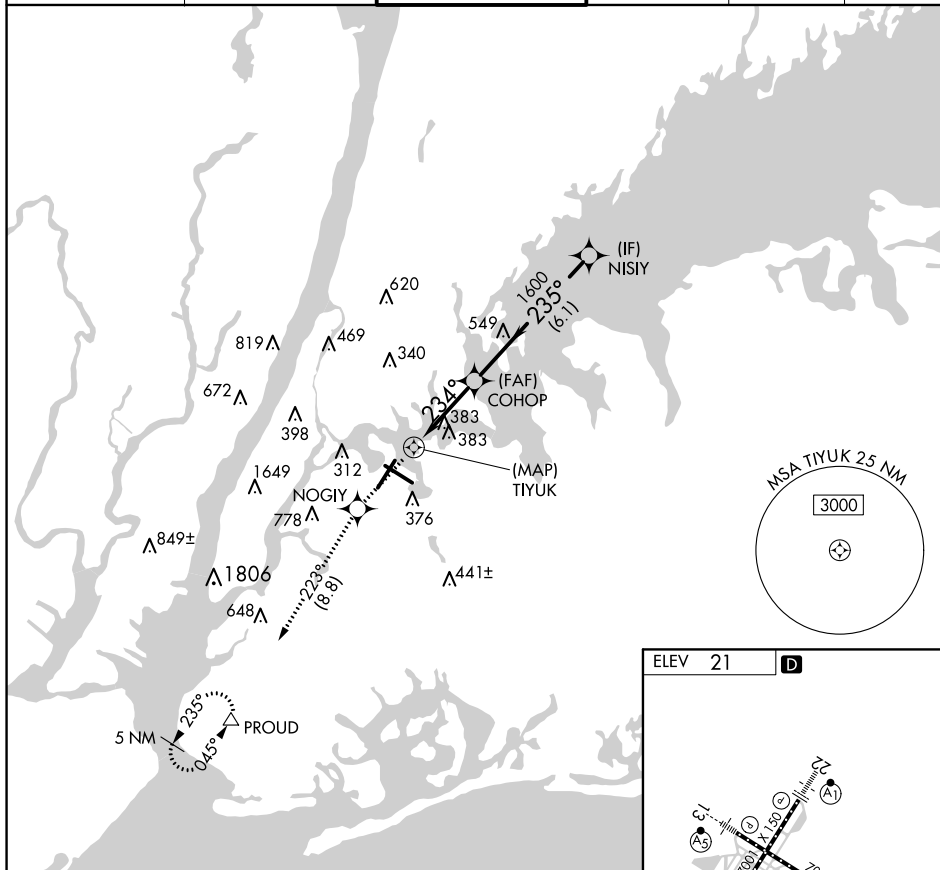 (IF)
NISIY
1600
235°
(6.1)
620
549
819
469
340
234°
(FAF)
COHOP
672
383
398
383
312
(MAP)
TIYUK
1649
NOGIY
778
376
849±
1806
223°
(8.8)
441±
648
MSA TIYUK 25 NM
3000
235°
5 NM
045°
PROUD
ELEV 21
D
22
A1
P
13
P
A5
7001 X 150